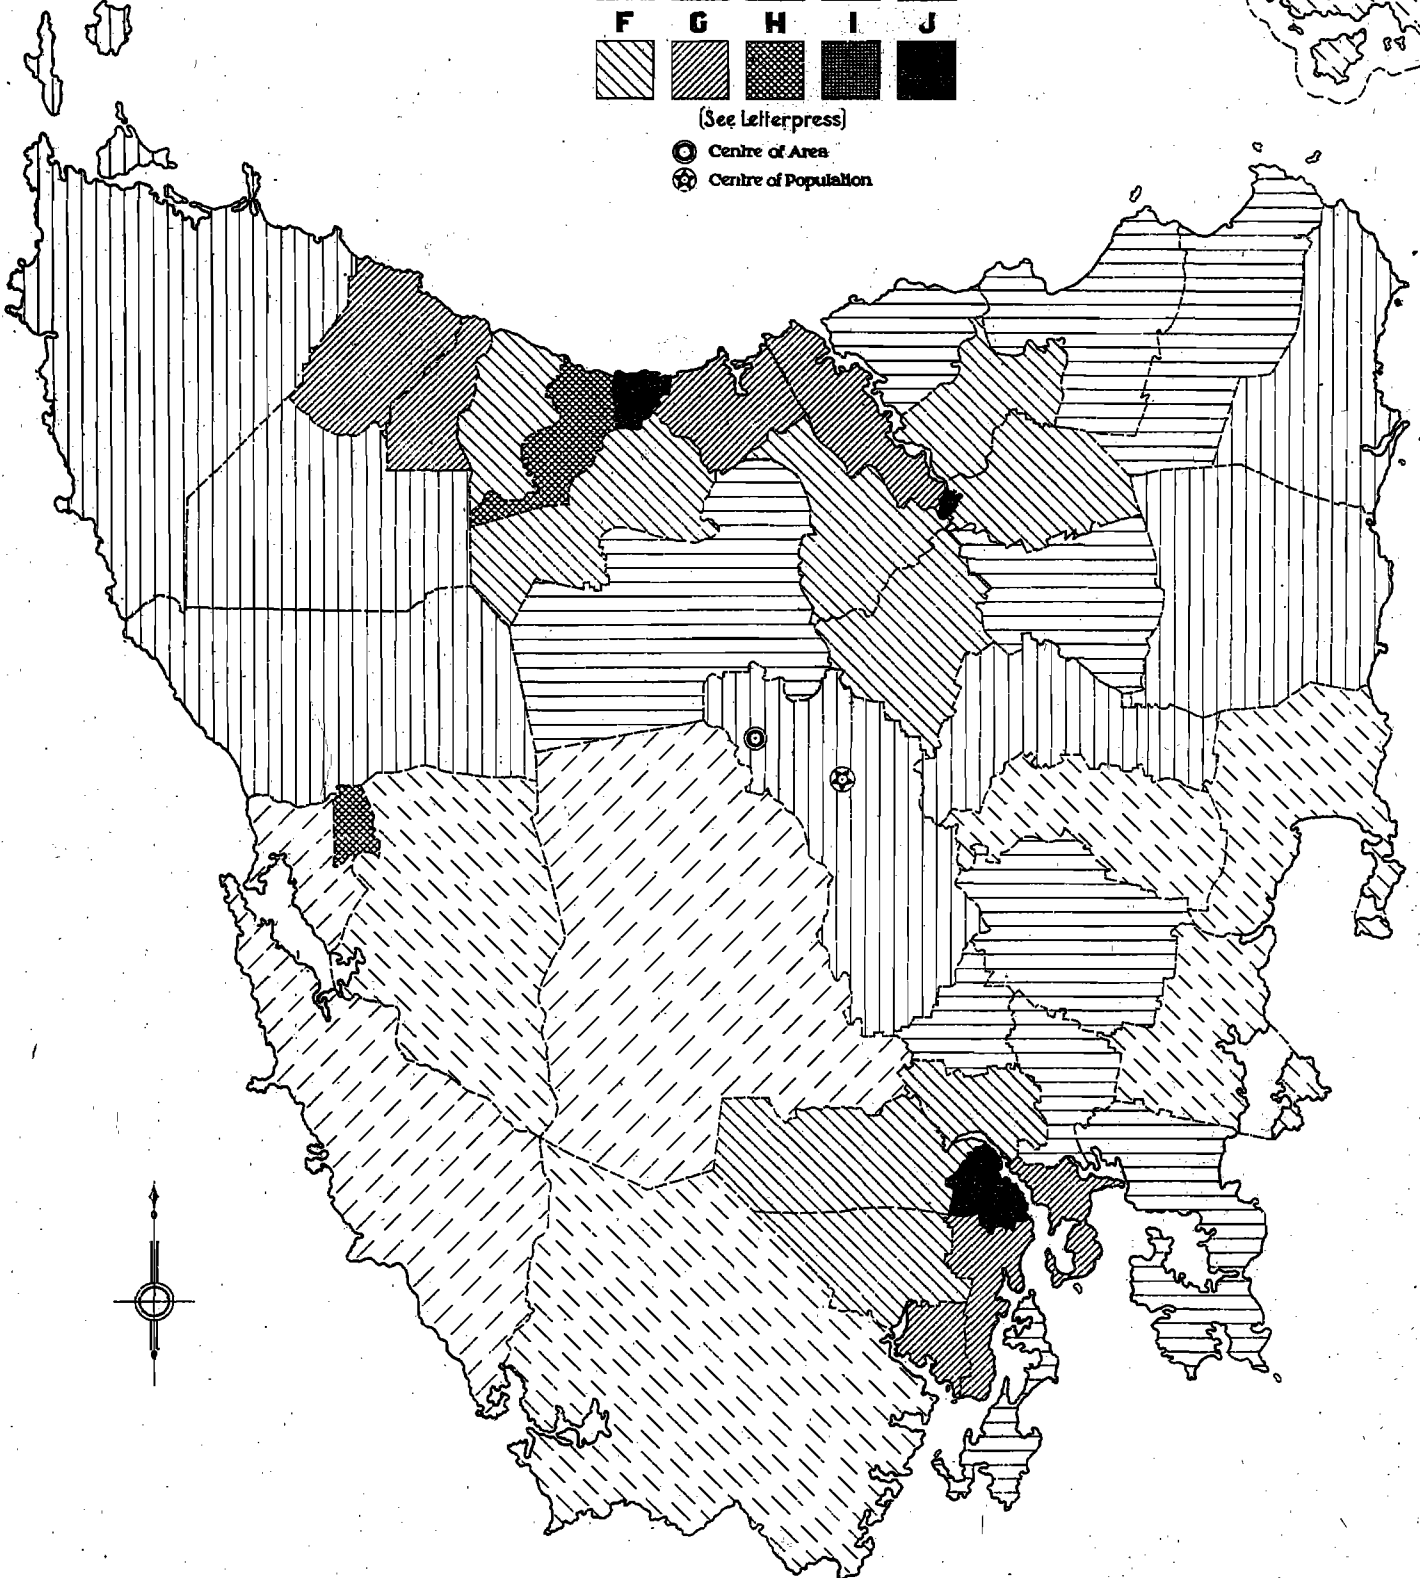 F G H I J
(See Letterpress)
Centre of Area
Centre of Population